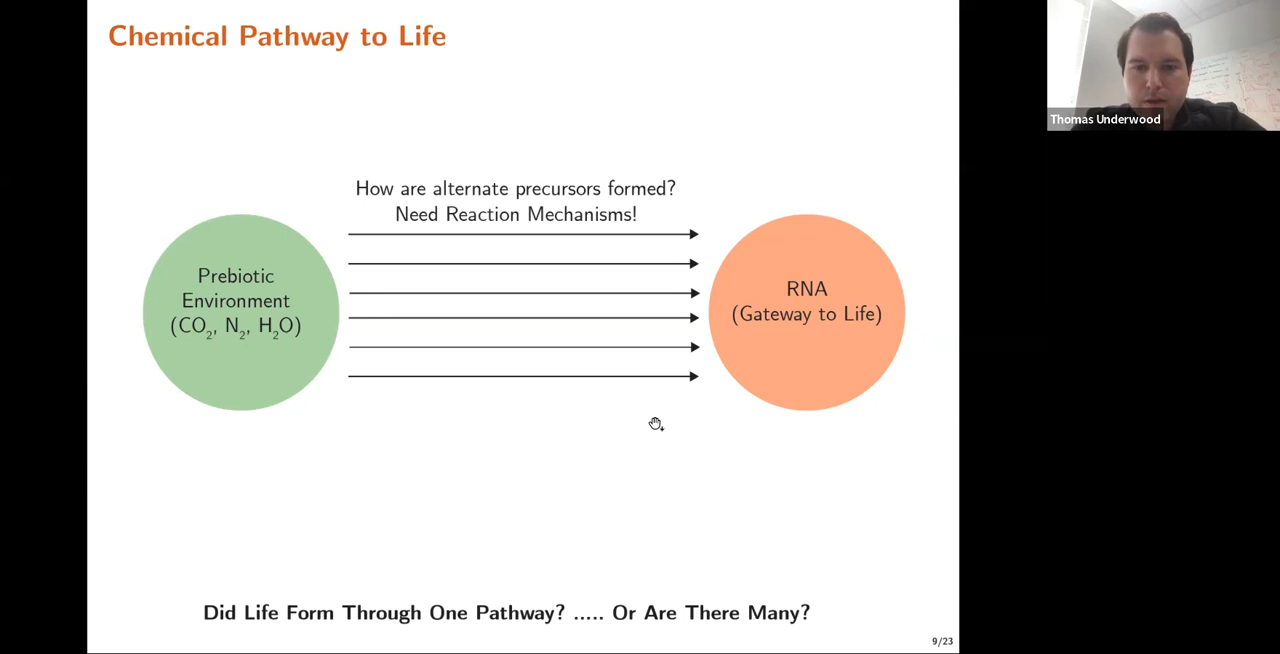 Chemical Pathway to Life
Thomas Underwood
How are alternate precursors formed?
Need Reaction Mechanisms!
Prebiotic
Environment
(CO₂, N₂, H₂O)
RNA
(Gateway to Life)
Did Life Form Through One Pathway? ..... Or Are There Many?
9/23